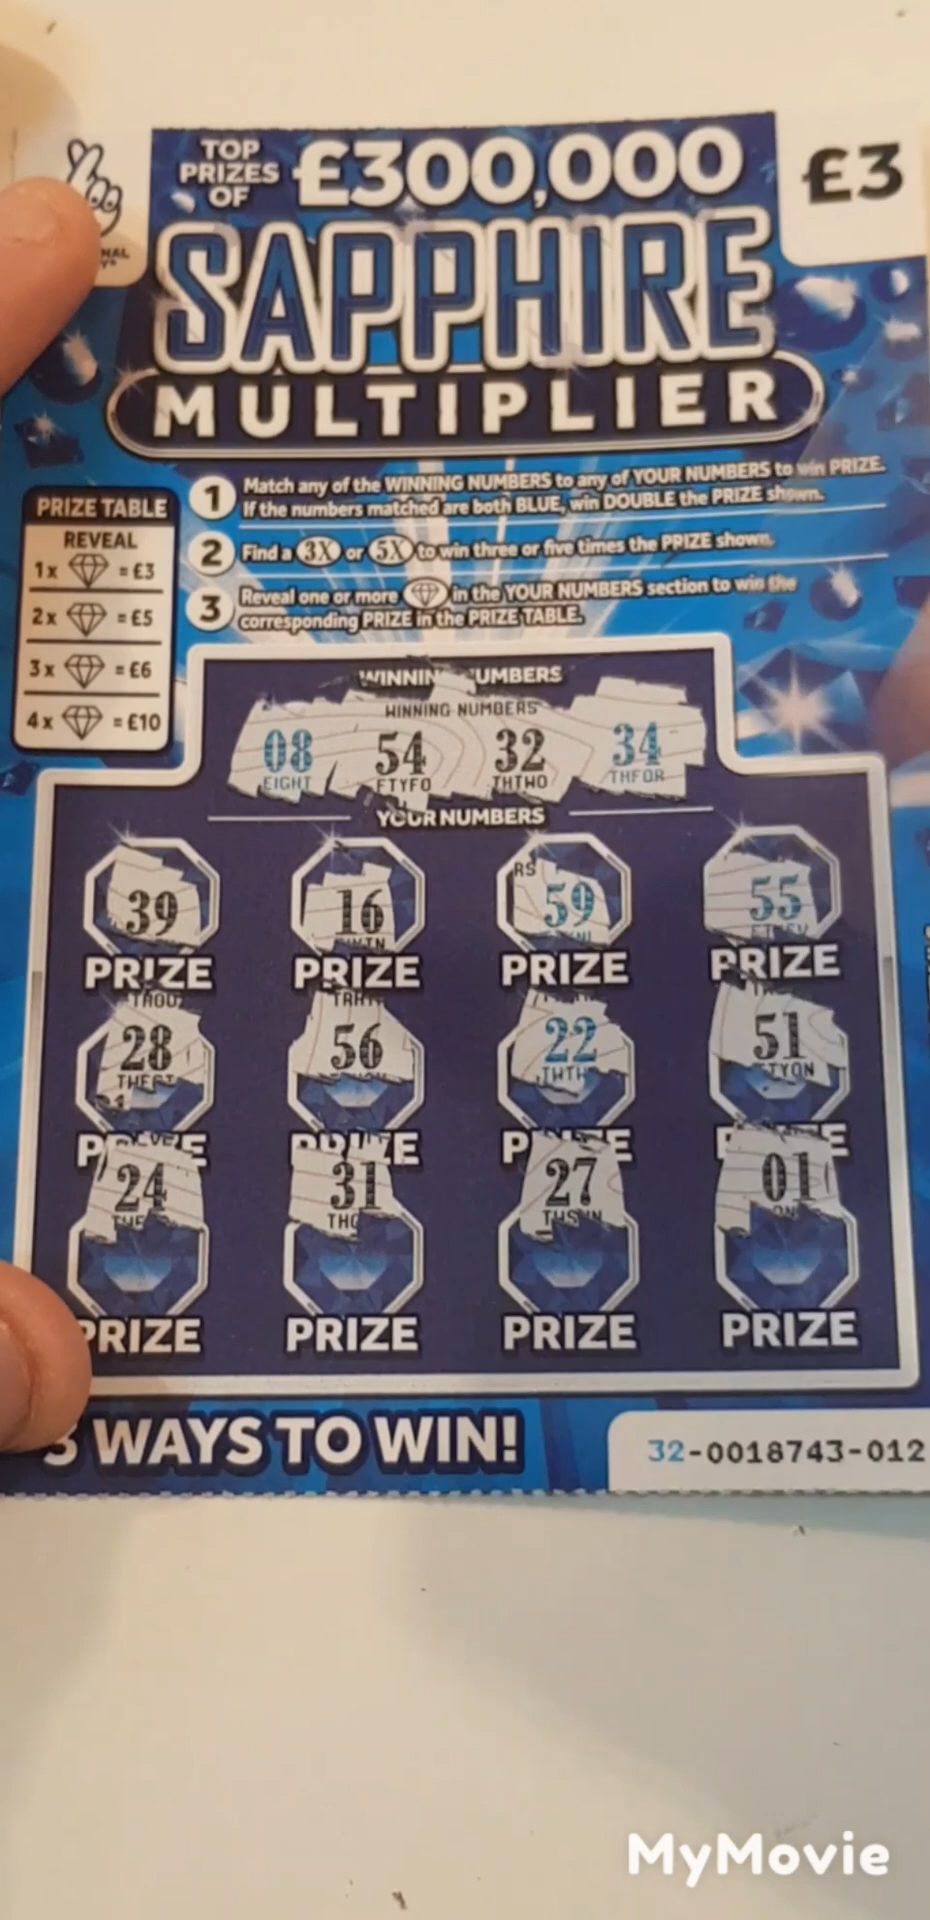 TOP PRIZES OF £300,000
£3
SAPPHIRE
MULTIPLIER
1 Match any of the WINNING NUMBERS to any of YOUR NUMBERS to win PRIZE.
If the numbers matched are both BLUE, win DOUBLE the PRIZE shown.
2 Find a 3X or 5X to win three or five times the PRIZE shown.
3 Reveal one or more in the YOUR NUMBERS section to win the
corresponding PRIZE in the PRIZE TABLE.
PRIZE TABLE
REVEAL
1x = £3
2x = £5
3x = £6
4x = £10
WINNING NUMBERS
08 54 32 34
EIGHT FTYFO THTWO THFOR
YOUR NUMBERS
39 16 59 55
PRIZE PRIZE PRIZE PRIZE
28 56 22 51
24 31 27 01
PRIZE PRIZE PRIZE PRIZE
3 WAYS TO WIN!
32-0018743-012
MyMovie